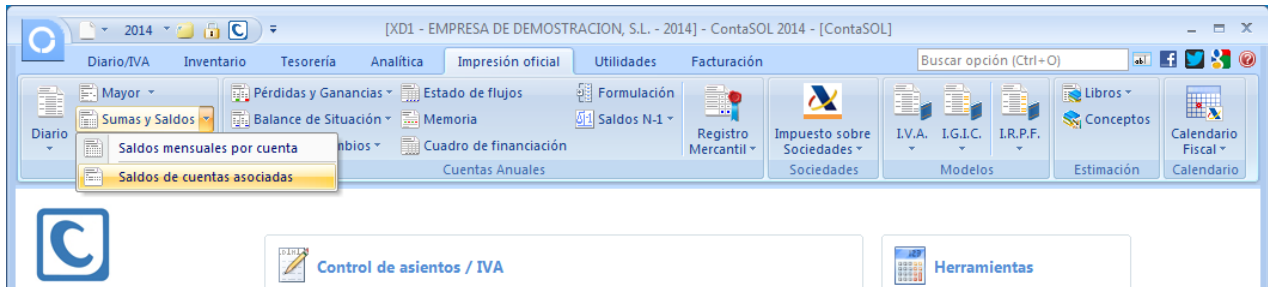 2014
[XD1 - EMPRESA DE DEMOSTRACION, S.L. - 2014] - ContaSOL 2014 - [ContaSOL]
Diario/IVA Inventario Tesorería Analítica Impresión oficial Utilidades Facturación Buscar opción (Ctrl+O)
Mayor Pérdidas y Ganancias Estado de flujos Formulación Libros
Sumas y Saldos Balance de Situación Memoria Saldos N-1 Conceptos
Diario Registro Mercantil Impuesto sobre Sociedades I.V.A. I.G.I.C. I.R.P.F. Calendario Fiscal
Saldos mensuales por cuenta mbios Cuadro de financiación
Saldos de cuentas asociadas Cuentas Anuales Sociedades Modelos Estimación Calendario
C
Control de asientos / IVA Herramientas